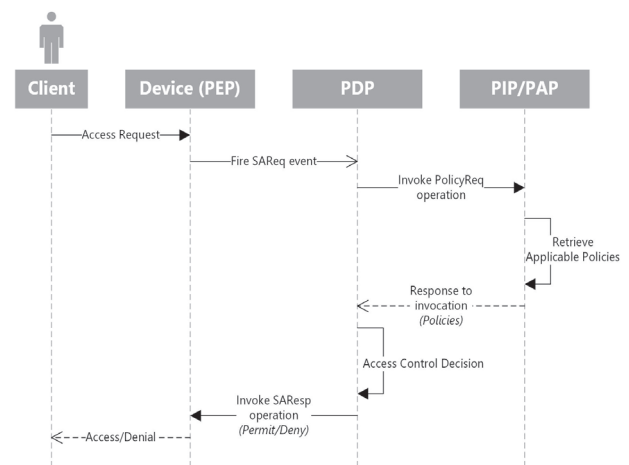 Client
Device (PEP)
PDP
PIP/PAP
Access Request
Fire SAReq event
Invoke PolicyReq
operation
Retrieve
Applicable Policies
Response to
invocation
(Policies)
Access Control Decision
Invoke SAResp
operation
(Permit/Deny)
Access/Denial